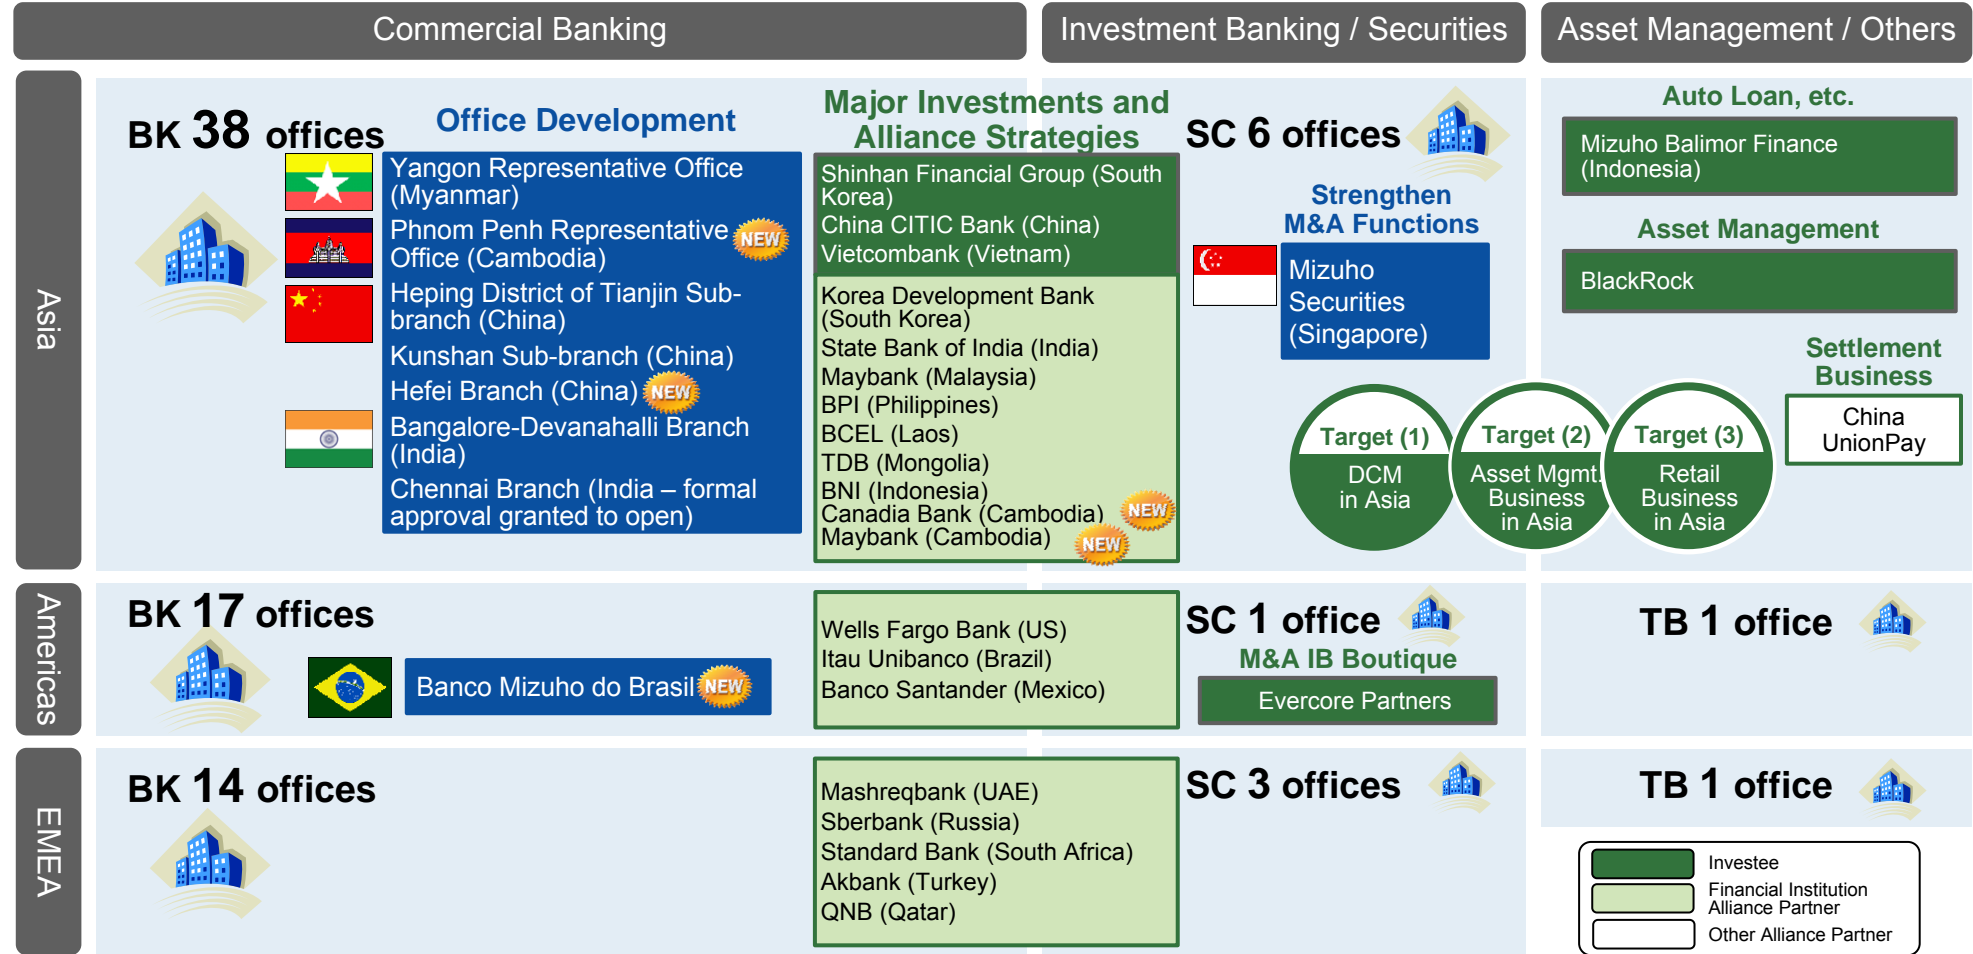 Commercial Banking
Investment Banking / Securities
Asset Management / Others
Asia
BK 38 offices
Office Development
Yangon Representative Office
(Myanmar)
Phnom Penh Representative
Office (Cambodia)
NEW
Heping District of Tianjin Sub-
branch (China)
Kunshan Sub-branch (China)
Hefei Branch (China)
NEW
Bangalore-Devanahalli Branch
(India)
Chennai Branch (India – formal
approval granted to open)
Major Investments and
Alliance Strategies
Shinhan Financial Group (South
Korea)
China CITIC Bank (China)
Vietcombank (Vietnam)
Korea Development Bank
(South Korea)
State Bank of India (India)
Maybank (Malaysia)
BPI (Philippines)
BCEL (Laos)
TDB (Mongolia)
BNI (Indonesia)
Canadia Bank (Cambodia)
NEW
Maybank (Cambodia)
NEW
SC 6 offices
Strengthen
M&A Functions
Mizuho
Securities
(Singapore)
Auto Loan, etc.
Mizuho Balimor Finance
(Indonesia)
Asset Management
BlackRock
Settlement
Business
China
UnionPay
Target (1)
DCM
in Asia
Target (2)
Asset Mgmt.
Business
in Asia
Target (3)
Retail
Business
in Asia
Americas
BK 17 offices
Banco Mizuho do Brasil
NEW
Wells Fargo Bank (US)
Itau Unibanco (Brazil)
Banco Santander (Mexico)
SC 1 office
M&A IB Boutique
Evercore Partners
TB 1 office
EMEA
BK 14 offices
Mashreqbank (UAE)
Sberbank (Russia)
Standard Bank (South Africa)
Akbank (Turkey)
QNB (Qatar)
SC 3 offices
TB 1 office
Investee
Financial Institution
Alliance Partner
Other Alliance Partner